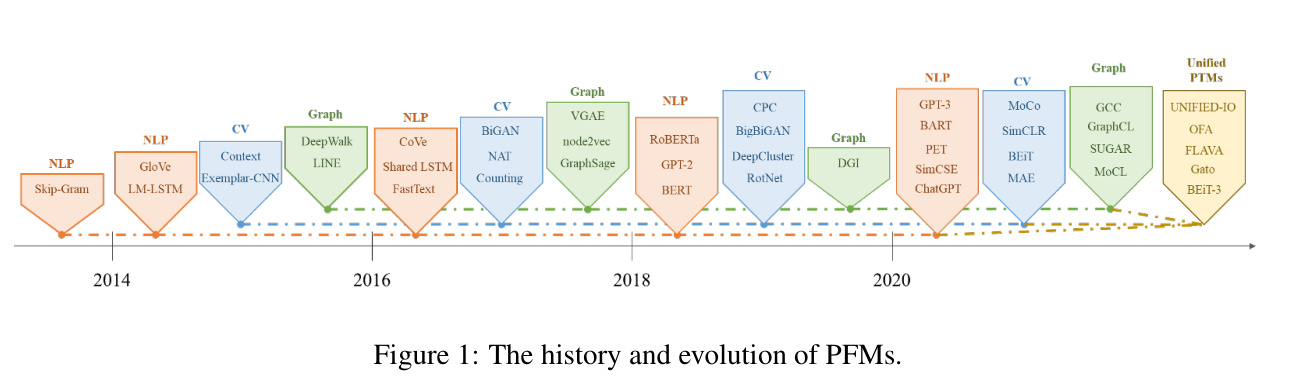 NLP
Skip-Gram
NLP
GloVe
LM-LSTM
CV
Context
Exemplar-CNN
Graph
DeepWalk
LINE
NLP
CoVe
Shared LSTM
FastText
CV
BiGAN
NAT
Counting
Graph
VGAE
node2vec
GraphSage
NLP
RoBERTa
GPT-2
BERT
CV
CPC
BigBiGAN
DeepCluster
RotNet
Graph
DGI
NLP
GPT-3
BART
PET
SimCSE
ChatGPT
CV
MoCo
SimCLR
BEiT
MAE
Graph
GCC
GraphCL
SUGAR
MoCL
Unified
PTMs
UNIFIED-IO
OFA
FLAVA
Gato
BEiT-3
2014
2016
2018
2020
Figure 1: The history and evolution of PFMs.